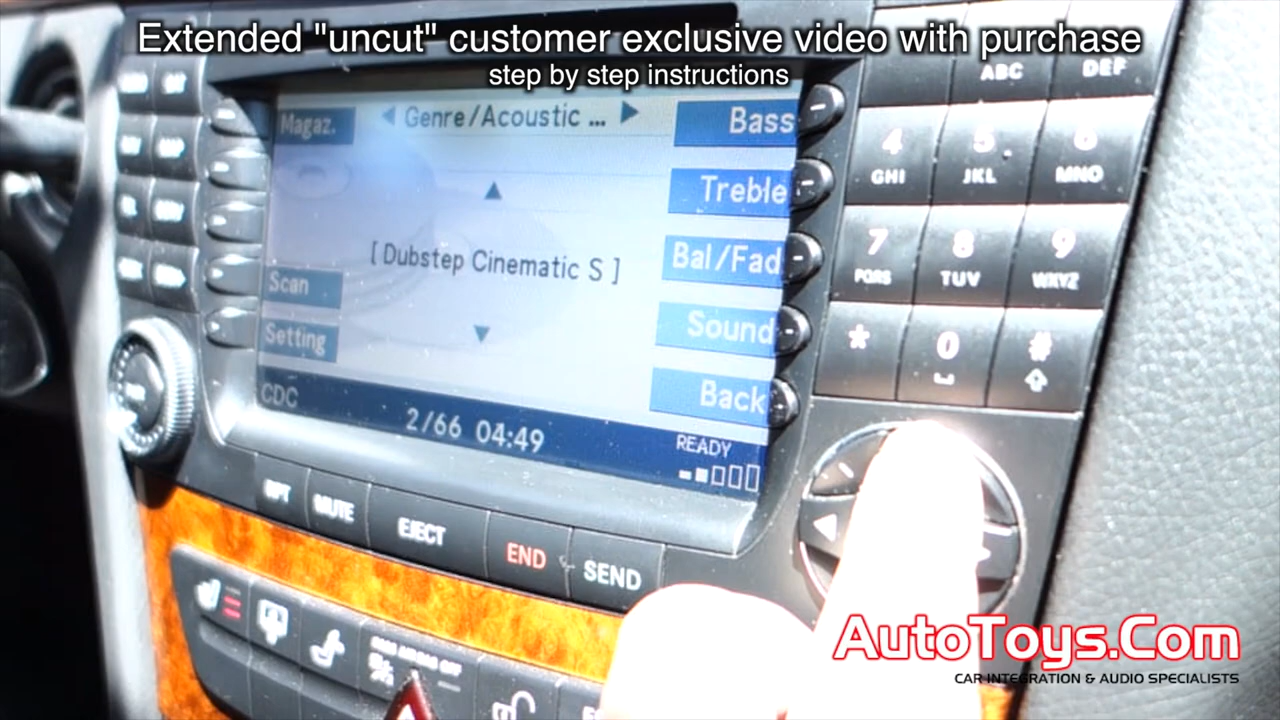 Extended "uncut" customer exclusive video with purchase
step by step instructions
ABC DEF
Magaz. ◀ Genre/Acoustic ... ▶ Bass
4 5 6
GHI JKL MNO
Treble
[ Dubstep Cinematic S ]
Bal/Fad
7 8 9
PQRS TUV WXYZ
Scan
Sound
Setting
* 0 #
Back
CDC
2/66 04:49
READY
RPT MUTE EJECT END SEND
AutoToys.Com
CAR INTEGRATION & AUDIO SPECIALISTS